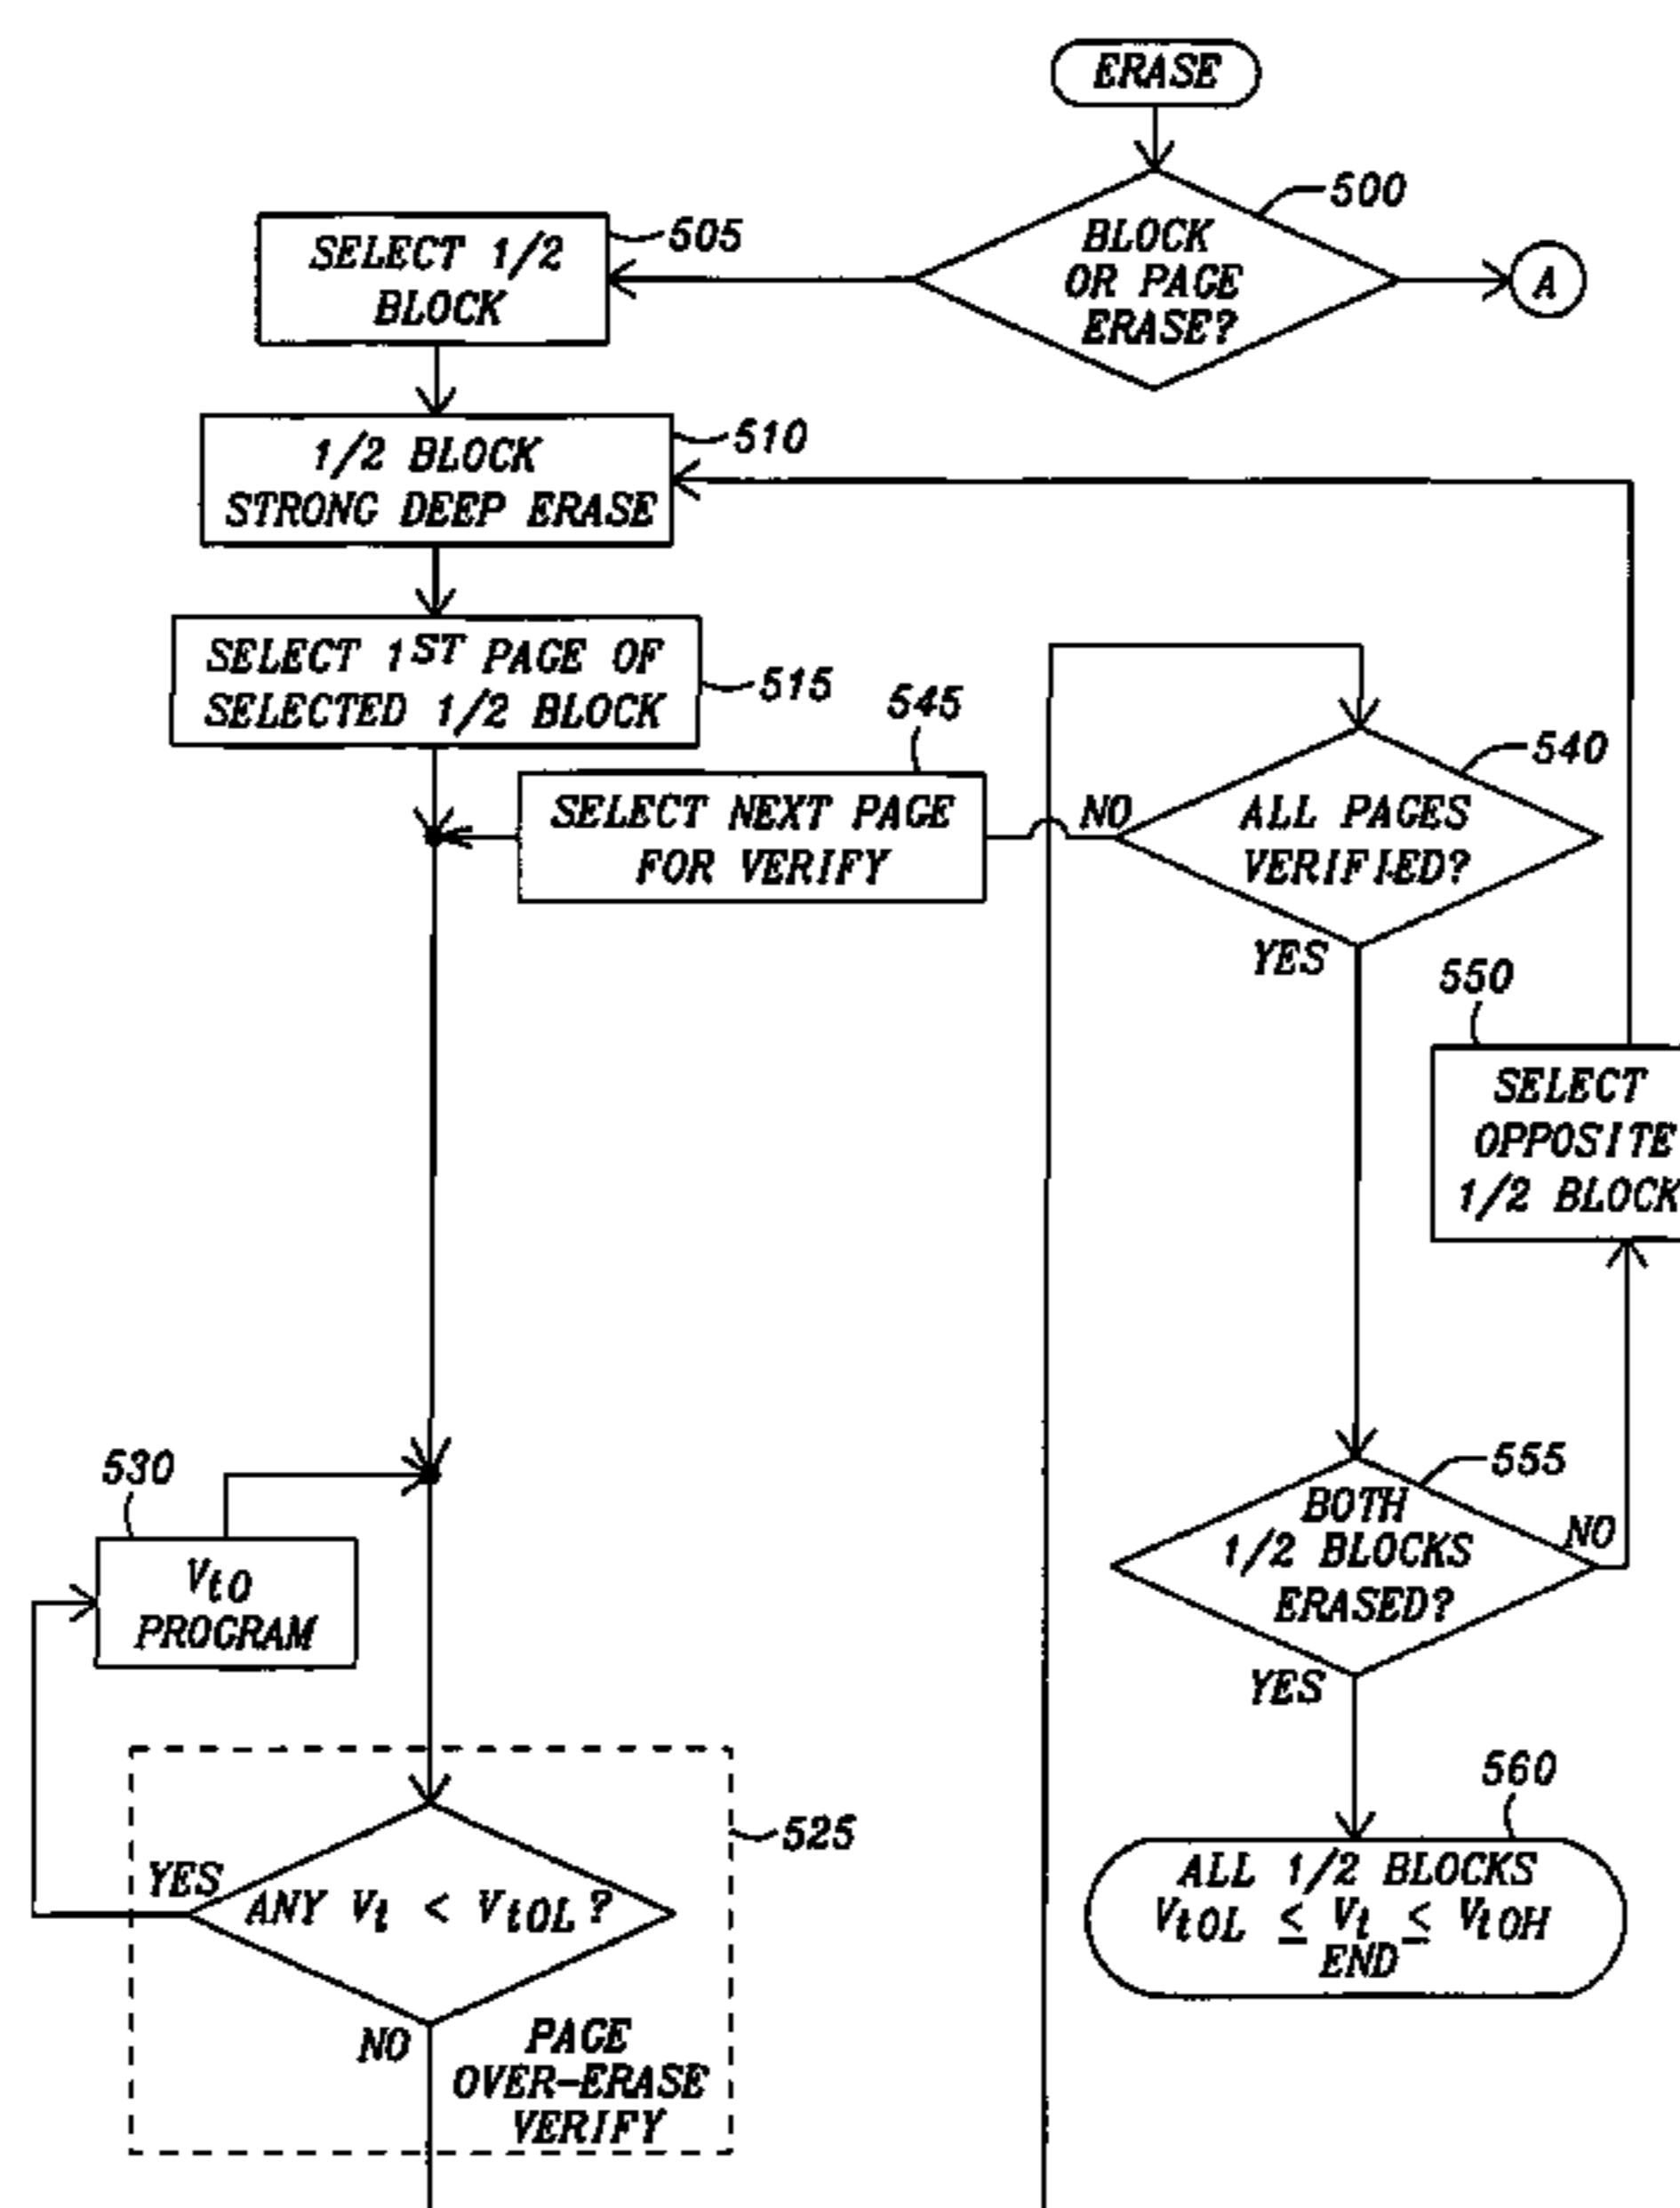 ERASE
500
BLOCK
OR PAGE
ERASE?
A
505
SELECT 1/2
BLOCK
510
1/2 BLOCK
STRONG DEEP ERASE
SELECT 1ST PAGE OF
SELECTED 1/2 BLOCK
515
545
SELECT NEXT PAGE
FOR VERIFY
NO
540
ALL PAGES
VERIFIED?
YES
550
SELECT
OPPOSITE
1/2 BLOCK
530
Vt0
PROGRAM
555
BOTH
1/2 BLOCKS
ERASED?
NO
YES
525
YES
ANY Vt < Vt0L?
NO
PAGE
OVER-ERASE
VERIFY
560
ALL 1/2 BLOCKS
Vt0L ≤ Vt ≤ Vt0H
END